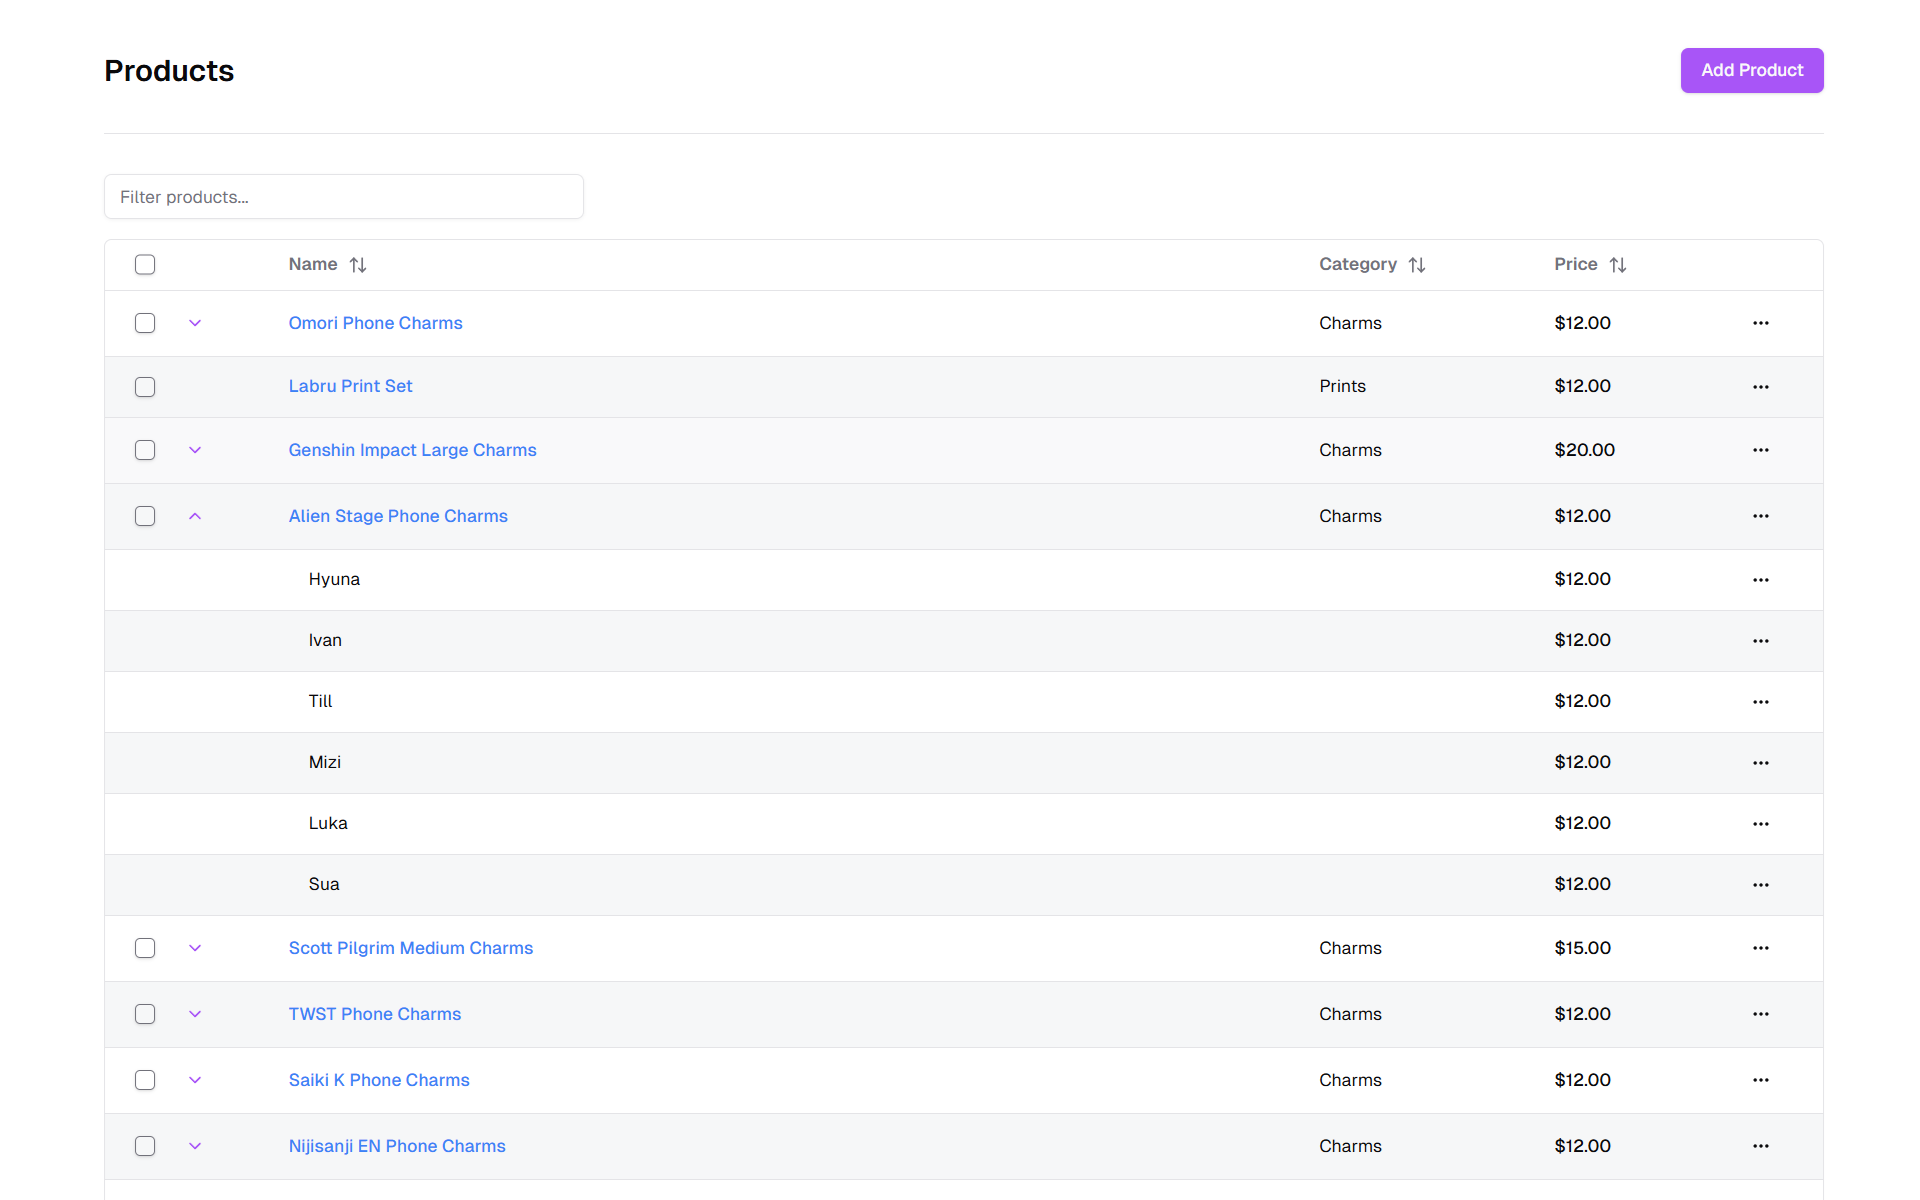 Products
Add Product
Filter products...
Name Category Price
Omori Phone Charms Charms $12.00
Labru Print Set Prints $12.00
Genshin Impact Large Charms Charms $20.00
Alien Stage Phone Charms Charms $12.00
Hyuna $12.00
Ivan $12.00
Till $12.00
Mizi $12.00
Luka $12.00
Sua $12.00
Scott Pilgrim Medium Charms Charms $15.00
TWST Phone Charms Charms $12.00
Saiki K Phone Charms Charms $12.00
Nijisanji EN Phone Charms Charms $12.00